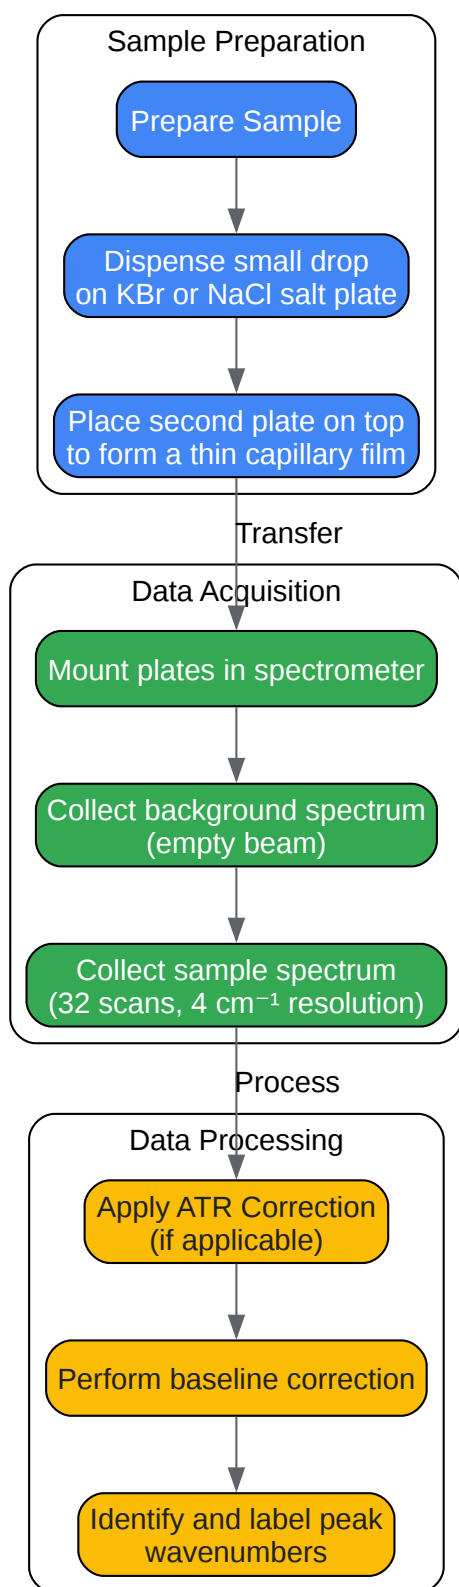 Sample Preparation
Prepare Sample
Dispense small drop
on KBr or NaCl salt plate
Place second plate on top
to form a thin capillary film
Transfer
Data Acquisition
Mount plates in spectrometer
Collect background spectrum
(empty beam)
Collect sample spectrum
(32 scans, 4 cm⁻¹ resolution)
Process
Data Processing
Apply ATR Correction
(if applicable)
Perform baseline correction
Identify and label peak
wavenumbers